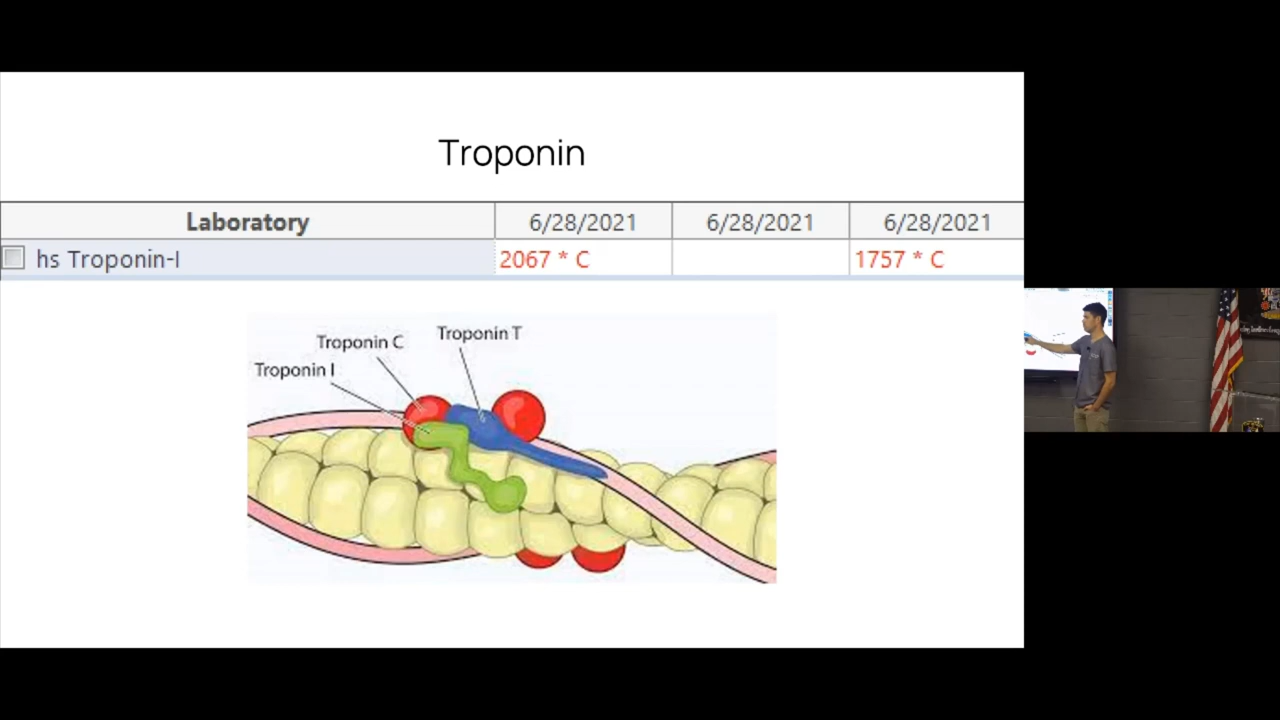 Troponin
Laboratory 6/28/2021 6/28/2021 6/28/2021
hs Troponin-I 2067 * C 1757 * C
Troponin C
Troponin T
Troponin I